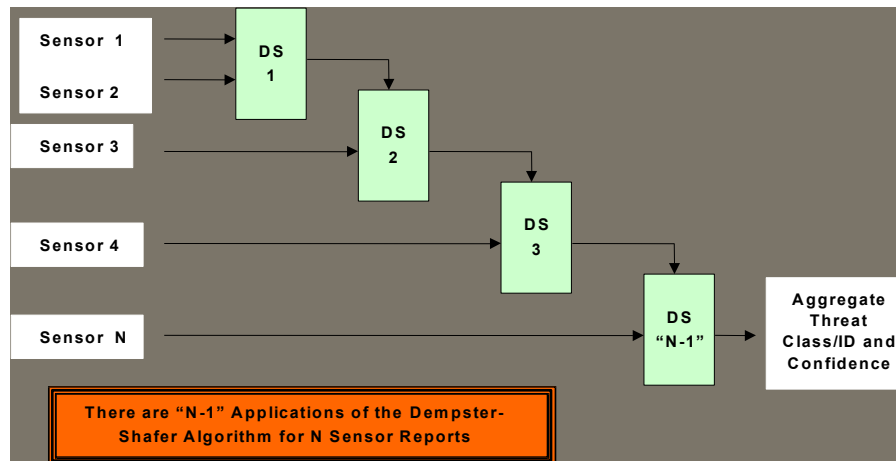 Sensor 1
DS
1
Sensor 2
DS
2
Sensor 3
DS
3
Sensor 4
DS
“N-1”
Sensor N
Aggregate
Threat
Class/ID and
Confidence
There are “N-1” Applications of the Dempster-
Shafer Algorithm for N Sensor Reports